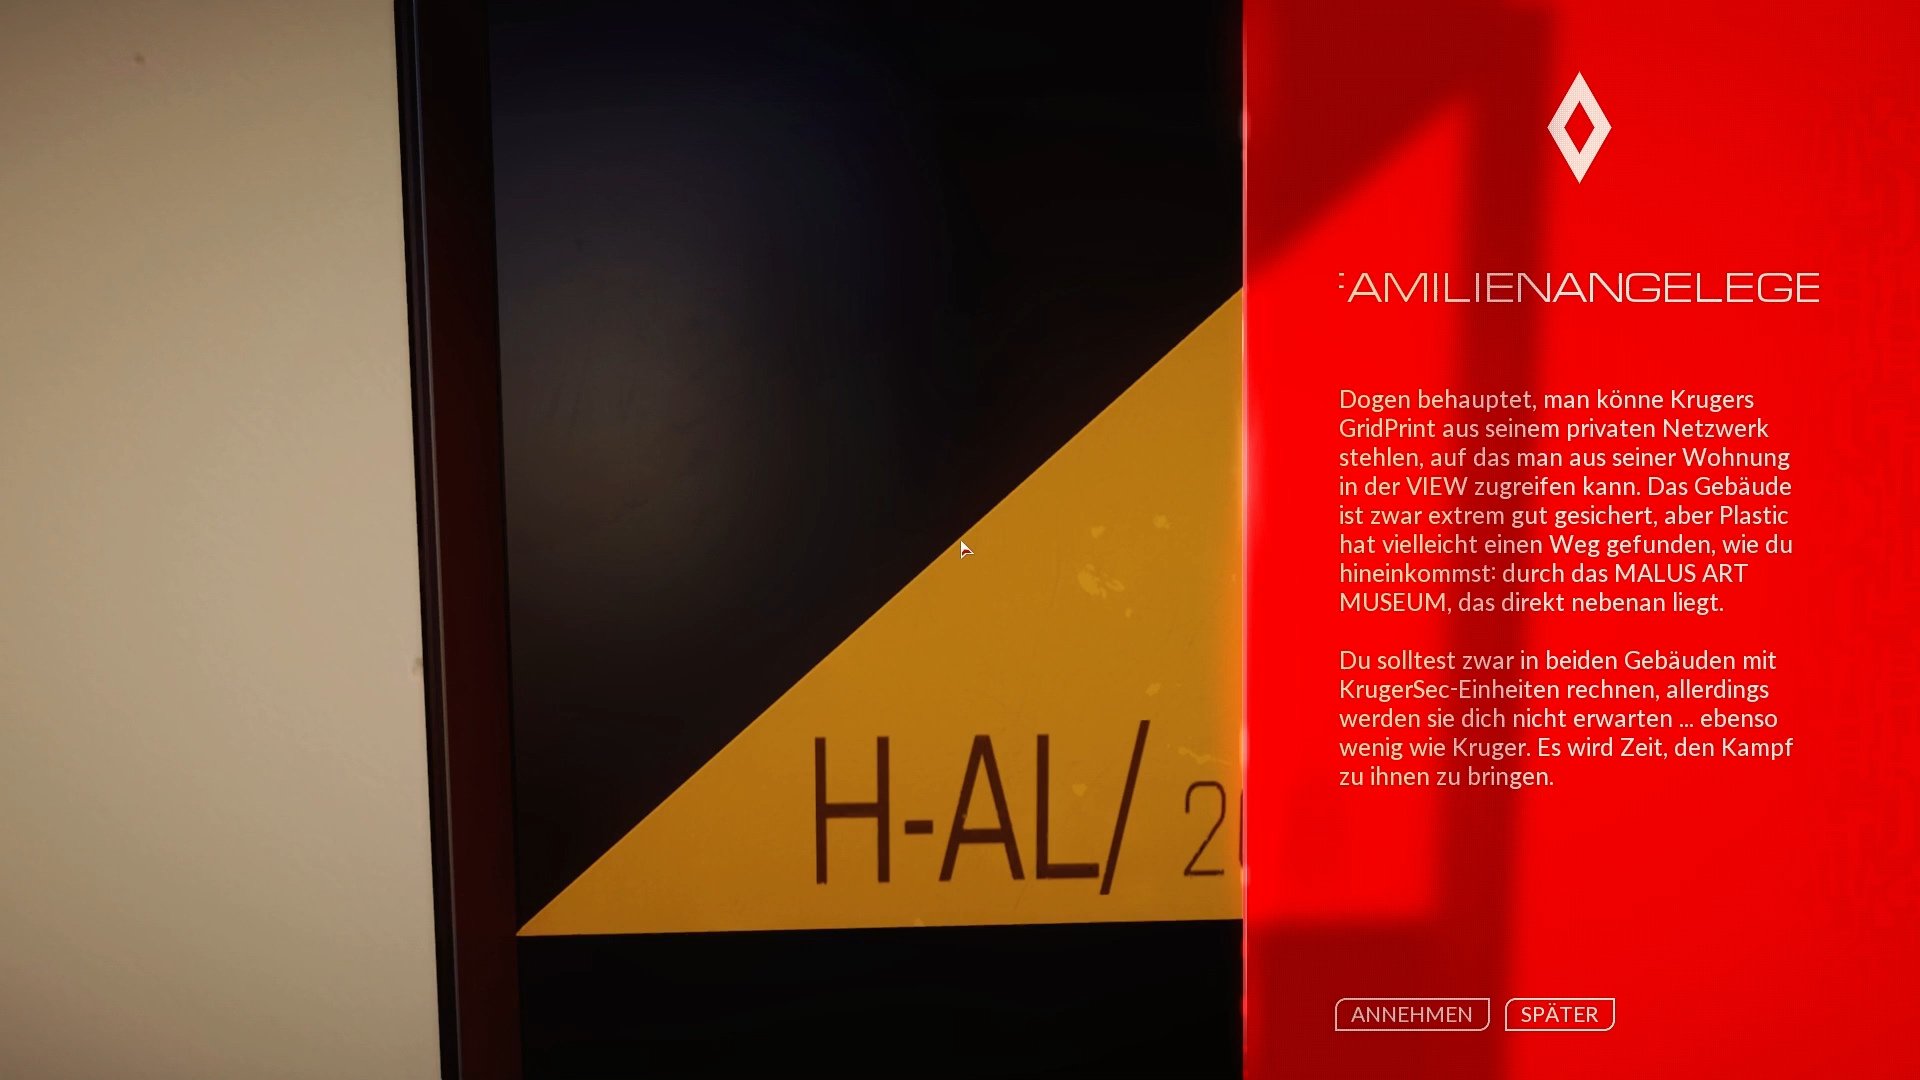 FAMILIENANGELEGE
Dogen behauptet, man könne Krugers
GridPrint aus seinem privaten Netzwerk
stehlen, auf das man aus seiner Wohnung
in der VIEW zugreifen kann. Das Gebäude
ist zwar extrem gut gesichert, aber Plastic
hat vielleicht einen Weg gefunden, wie du
hineinkommst: durch das MALUS ART
MUSEUM, das direkt nebenan liegt.
Du solltest zwar in beiden Gebäuden mit
KrugerSec-Einheiten rechnen, allerdings
werden sie dich nicht erwarten ... ebenso
wenig wie Kruger. Es wird Zeit, den Kampf
zu ihnen zu bringen.
H-AL/ 2
ANNEHMEN
SPÄTER